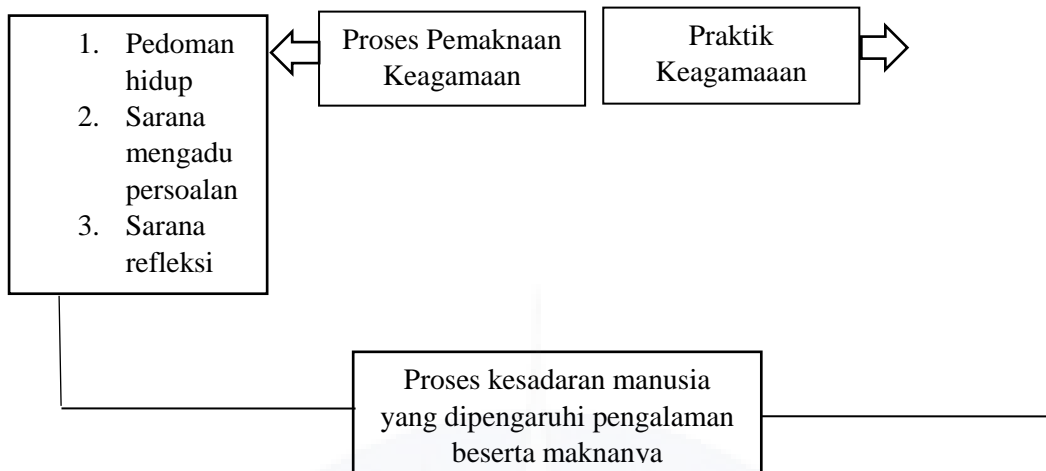 1. Pedoman
hidup
2. Sarana
mengadu
persoalan
3. Sarana
refleksi
Proses Pemaknaan
Keagamaan
Praktik
Keagamaaan
Proses kesadaran manusia
yang dipengaruhi pengalaman
beserta maknanya